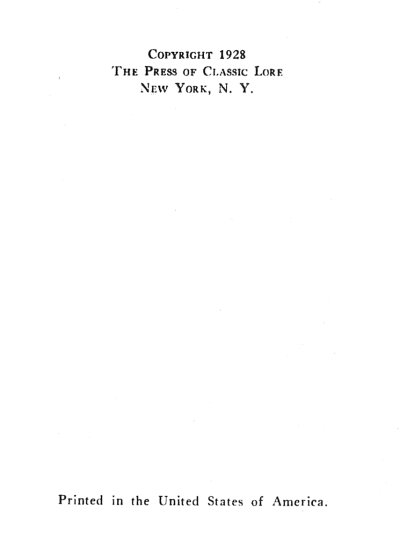 Copyright 1928
The Press of Classic Lore
New York, N. Y.
Printed in the United States of America.